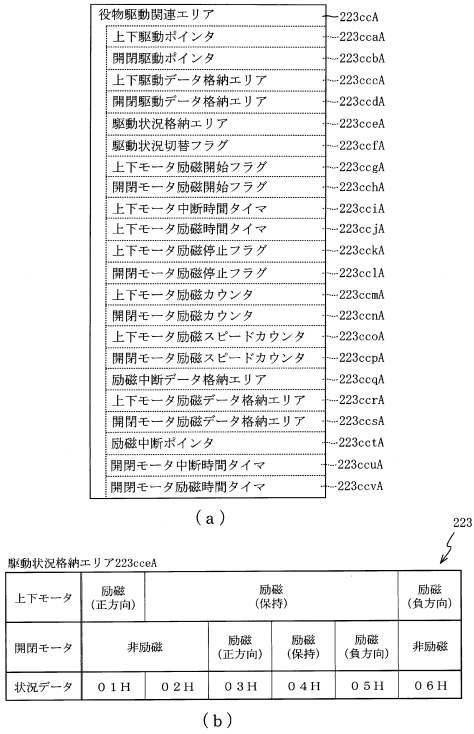 役物駆動関連エリア 223ccA
上下駆動ポインタ 223ccaA
開閉駆動ポインタ 223ccbA
上下駆動データ格納エリア 223cccA
開閉駆動データ格納エリア 223ccdA
駆動状況格納エリア 223cceA
駆動状況切替フラグ 223ccfA
上下モータ励磁開始フラグ 223ccgA
開閉モータ励磁開始フラグ 223cchA
上下モータ中断時間タイマ 223cciA
上下モータ励磁時間タイマ 223ccjA
上下モータ励磁停止フラグ 223cckA
開閉モータ励磁停止フラグ 223cclA
上下モータ励磁カウンタ 223ccmA
開閉モータ励磁カウンタ 223ccnA
上下モータ励磁スピードカウンタ 223ccoA
開閉モータ励磁スピードカウンタ 223ccpA
励磁中断データ格納エリア 223ccqA
上下モータ励磁データ格納エリア 223ccrA
開閉モータ励磁データ格納エリア 223ccsA
励磁中断ポインタ 223cctA
開閉モータ中断時間タイマ 223ccuA
開閉モータ励磁時間タイマ 223ccvA
(a)
223
駆動状況格納エリア223cceA
上下モータ 励磁(正方向) 励磁(保持) 励磁(負方向)
開閉モータ 非励磁 励磁(正方向) 励磁(保持) 励磁(負方向) 非励磁
状況データ 01H 02H 03H 04H 05H 06H
(b)